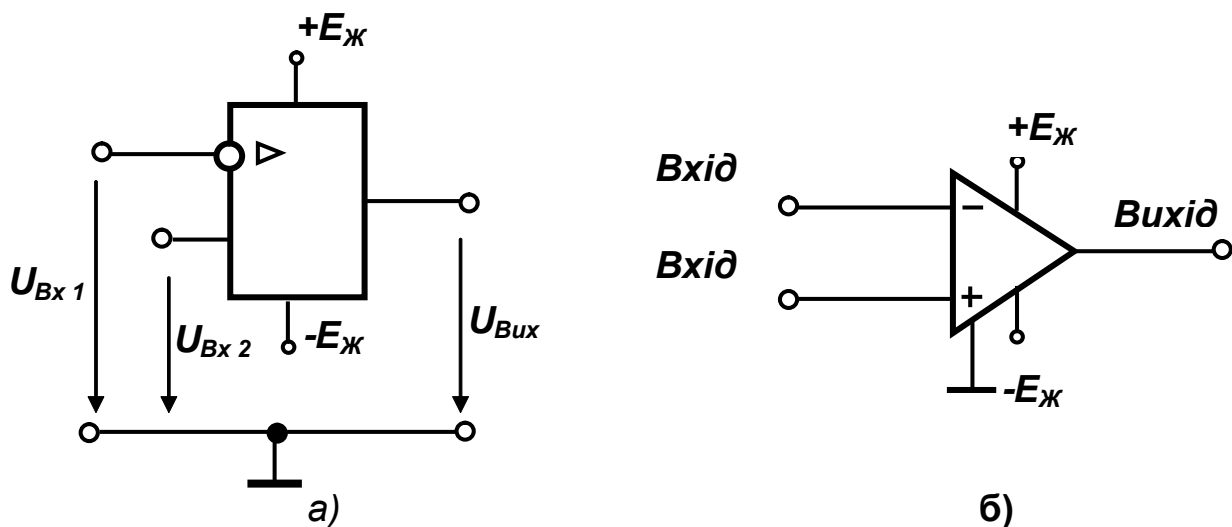 +Eж
Uвх 1
Uвх 2
-Eж
Uвих
а)
+Eж
Вхід
−
Вихід
Вхід
+
-Eж
б)